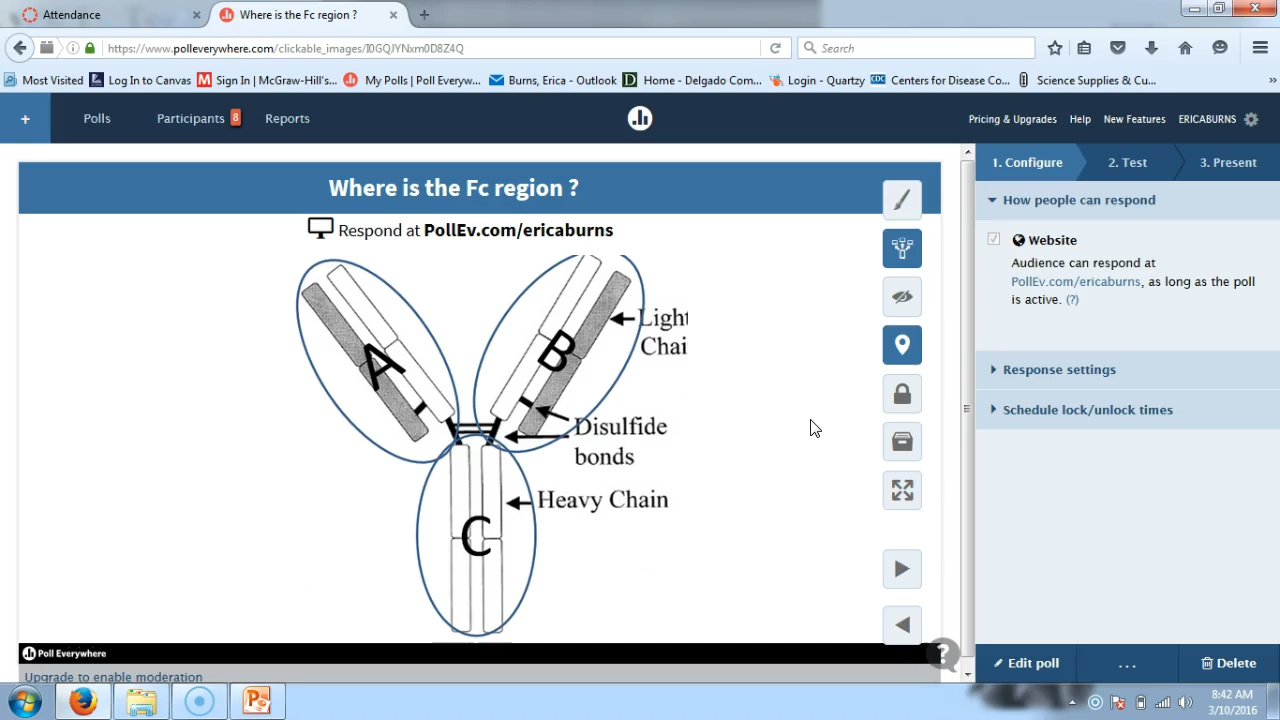 Attendance
Where is the Fc region ?
https://www.polleverywhere.com/clickable_images/I0GQJYNxm0D8Z4Q
Search
Most Visited
Log In to Canvas
Sign In | McGraw-Hill's...
My Polls | Poll Everyw...
Burns, Erica - Outlook
Home - Delgado Com...
Login - Quartzy
Centers for Disease Co...
Science Supplies & Cu...
Polls
Participants 8
Reports
Pricing & Upgrades
Help
New Features
ERICABURNS
1. Configure
2. Test
3. Present
Where is the Fc region ?
Respond at PollEv.com/ericaburns
Light
Chai
A
B
Disulfide
bonds
Heavy Chain
C
Poll Everywhere
Upgrade to enable moderation
How people can respond
Website
Audience can respond at
PollEv.com/ericaburns, as long as the poll
is active. (?)
Response settings
Schedule lock/unlock times
?
Edit poll
...
Delete
8:42 AM
3/10/2016